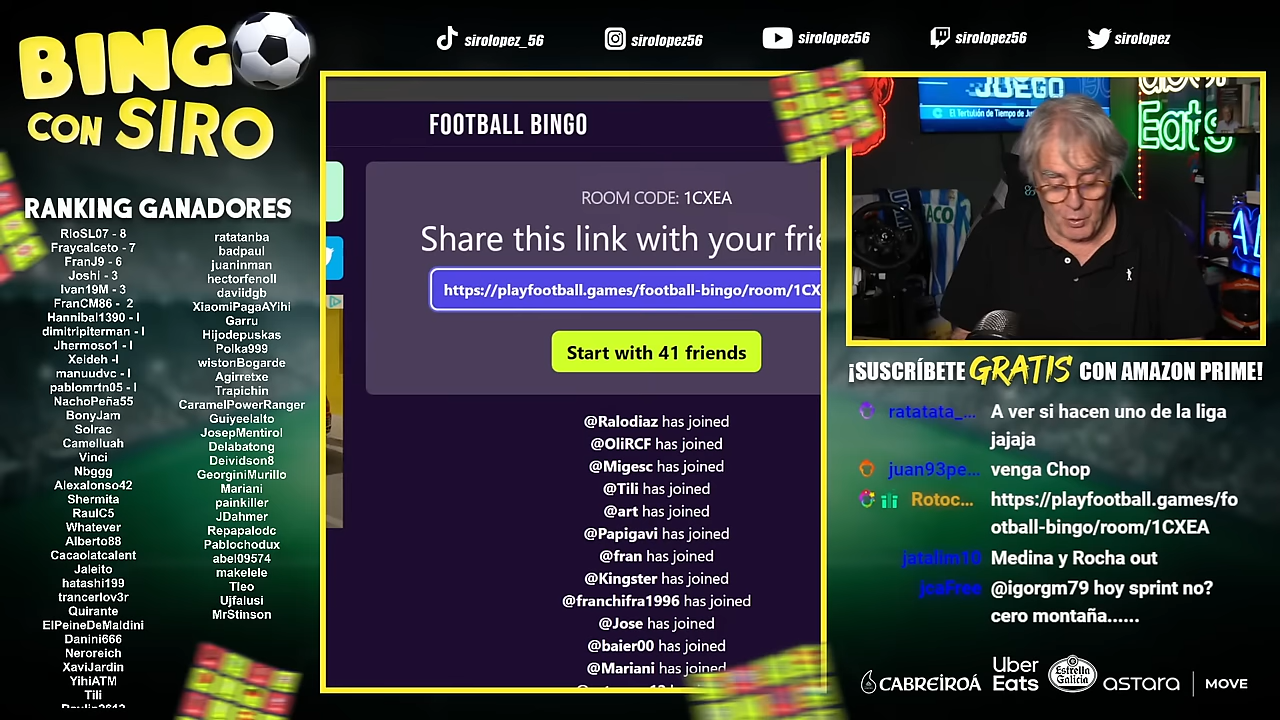 BINGO
CON SIRO
sirolopez_56
sirolopez56
sirolopez56
sirolopez56
sirolopez
RANKING GANADORES
RioSL07 - 8
Fraycalceto - 7
FranJ9 - 6
Joshi - 3
Ivan19M - 3
FranCM86 - 2
Hannibal1390 - I
dimitripiterman - I
Jhermoso1 - I
Xeideh -I
manuudvc - I
pablomrtn05 - I
NachoPeña55
BonyJam
Solrac
Camelluah
Vinci
Nbggg
Alexalonso42
Shermita
RaulC5
Whatever
Alberto88
Cacaolatcalent
Jaleito
hatashi199
trancerlov3r
Quirante
ElPeineDeMaldini
Danini666
Neroreich
XaviJardin
YihiATM
Tili
ratatanba
badpaul
juaninman
hectorfenoll
daviidgb
XiaomiPagaAYihi
Garru
Hijodepuskas
Polka999
wistonBogarde
Agirretxe
Trapichin
CaramelPowerRanger
Guiyeelalto
JosepMentirol
Delabatong
Deividson8
GeorginiMurillo
Mariani
painkiller
JDahmer
Repapalodc
Pablochodux
abel09574
makelele
Tleo
Ujfalusi
MrStinson
FOOTBALL BINGO
ROOM CODE: 1CXEA
Share this link with your frie
https://playfootball.games/football-bingo/room/1CX
Start with 41 friends
@Ralodiaz has joined
@OliRCF has joined
@Migesc has joined
@Tili has joined
@art has joined
@Papigavi has joined
@fran has joined
@Kingster has joined
@franchifra1996 has joined
@Jose has joined
@baier00 has joined
@Mariani has joined
JUEGO
El Tertulión de Tiempo de
Eats
¡SUSCRÍBETE GRATIS CON AMAZON PRIME!
ratatata_... A ver si hacen uno de la liga
jajaja
juan93pe... venga Chop
Rotoc... https://playfootball.games/fo
otball-bingo/room/1CXEA
jatalim10 Medina y Rocha out
jcaFree @igorgm79 hoy sprint no?
cero montaña......
CABREIROÁ
Uber
Eats
Estrella
Galicia
astara
MOVE